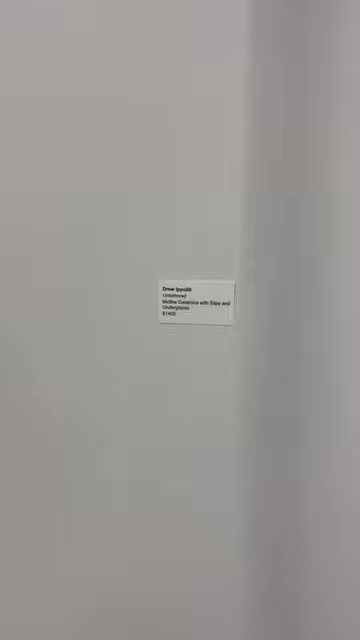 Drew Ippoliti
Untethered
Midfire Ceramics with Slips and
Underglazes
$1400